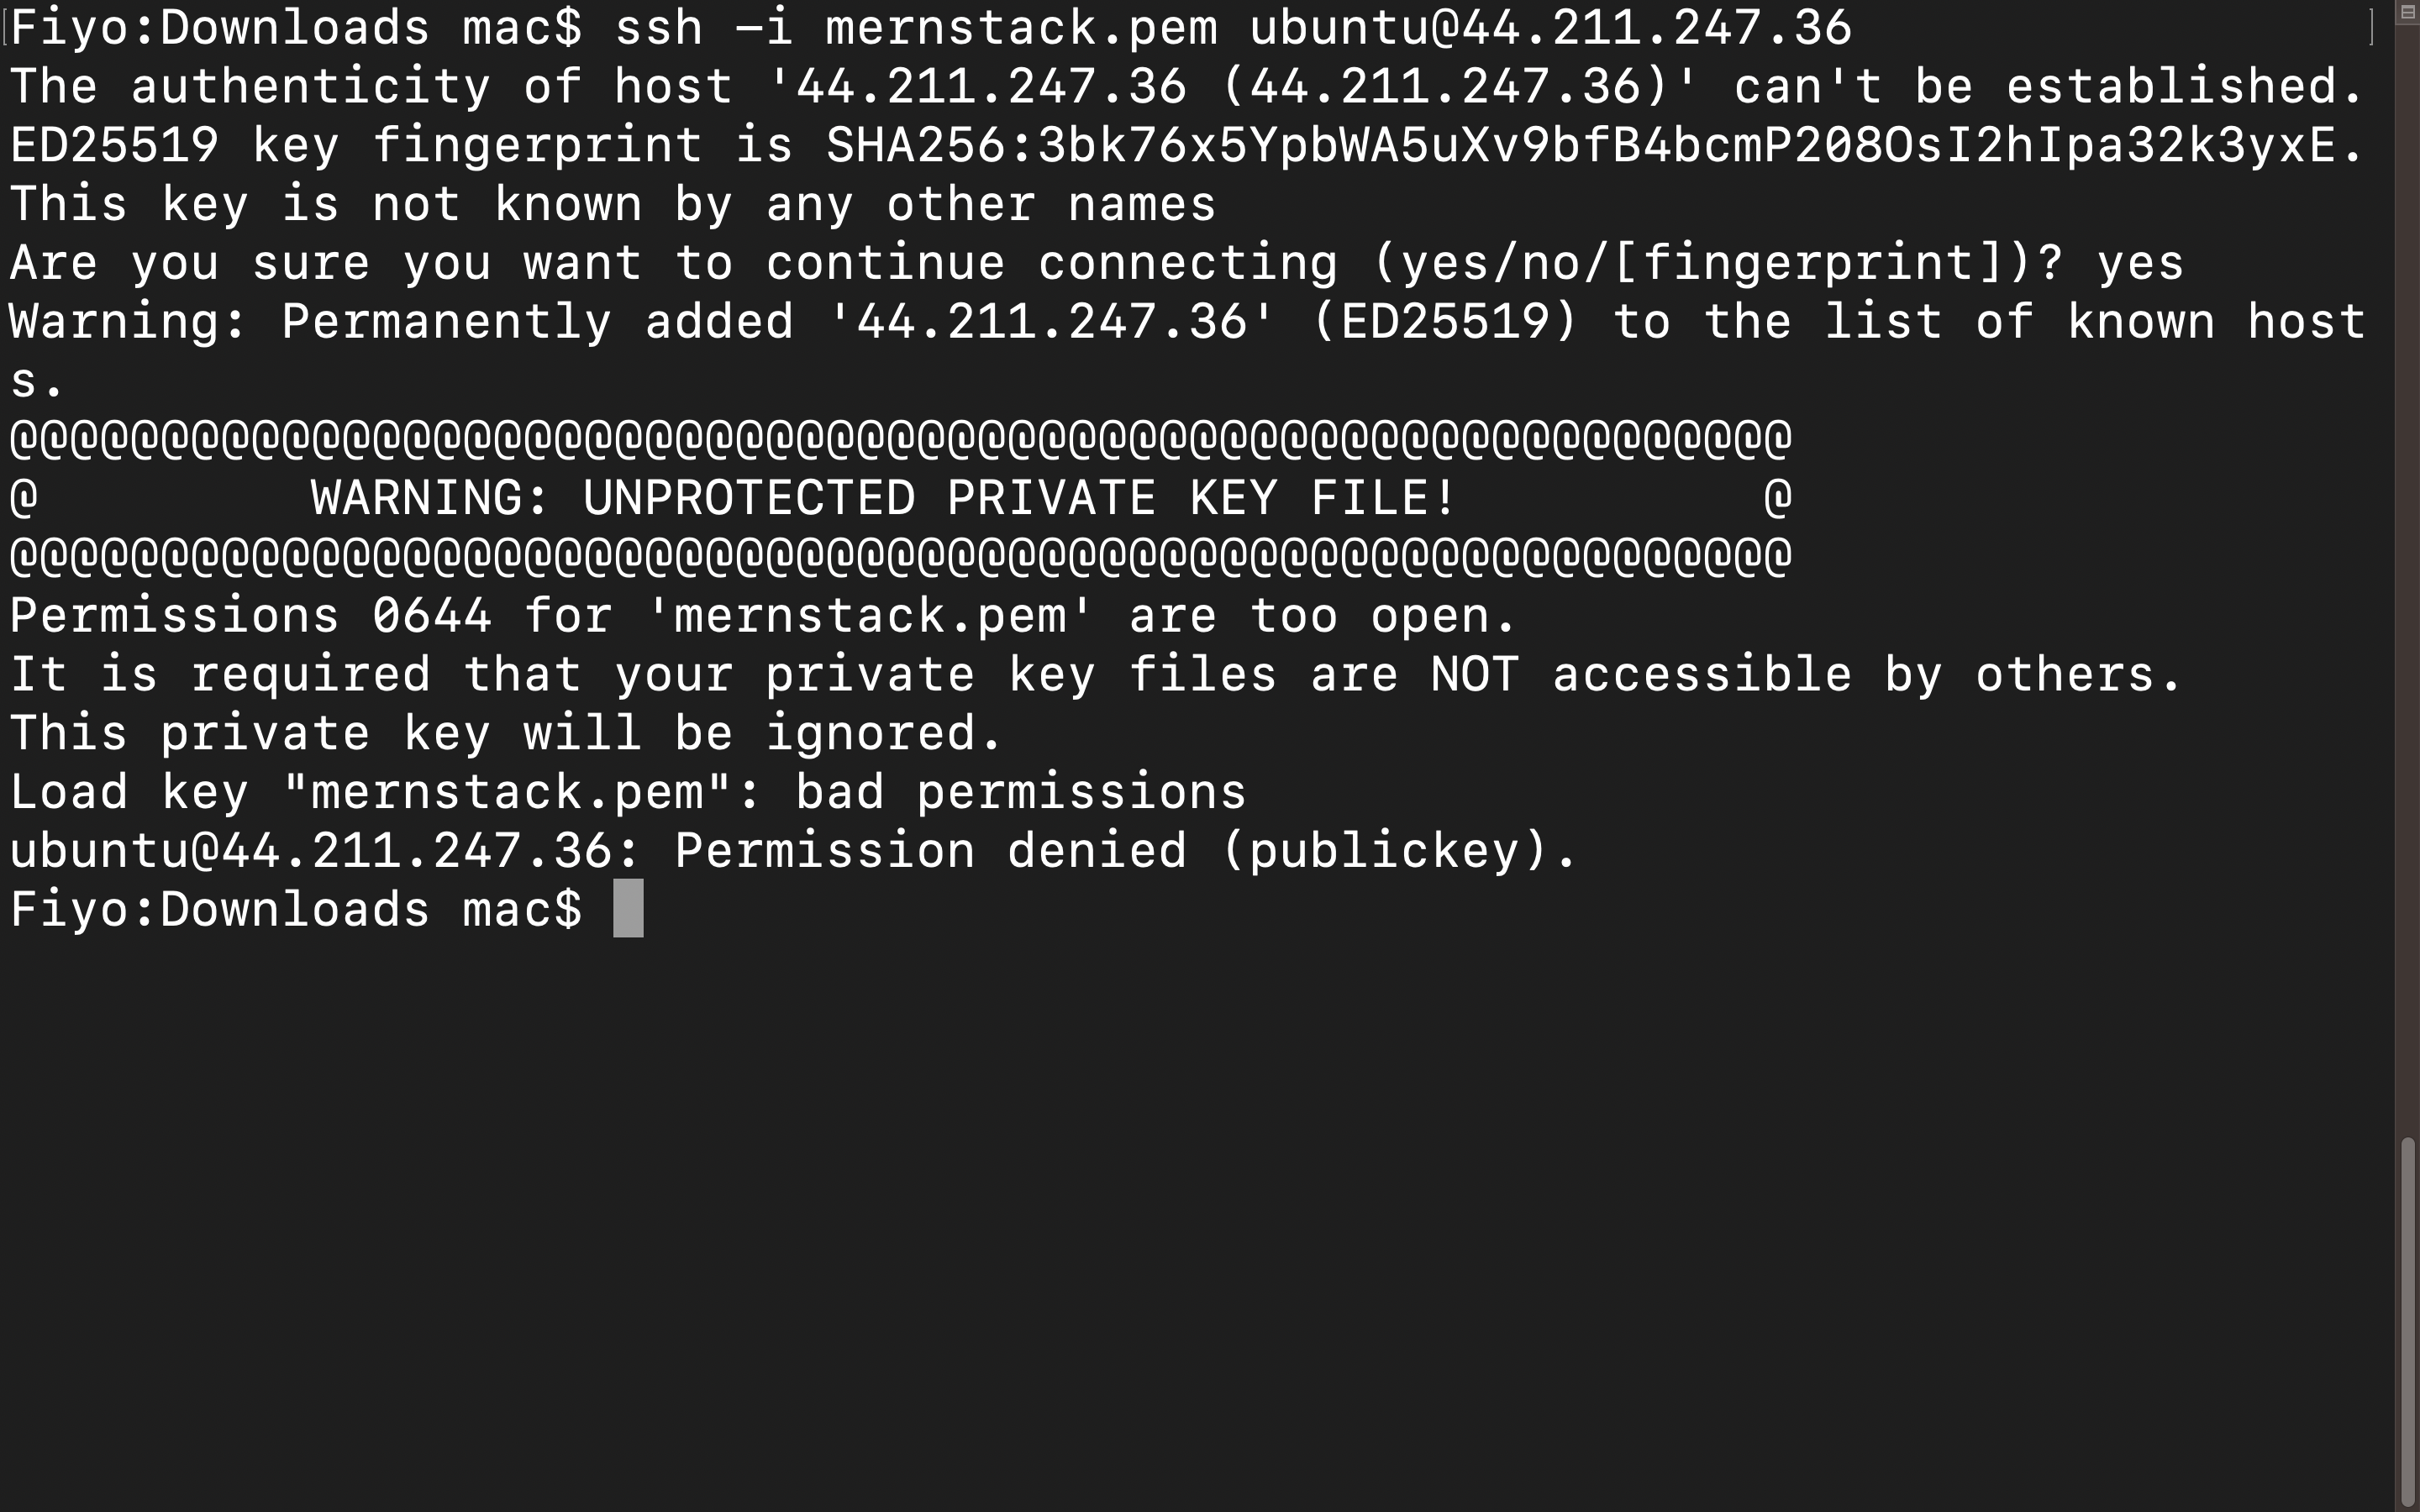 Fiyo:Downloads mac$ ssh -i mernstack.pem ubuntu@44.211.247.36
The authenticity of host '44.211.247.36 (44.211.247.36)' can't be established.
ED25519 key fingerprint is SHA256:3bk76x5YpbWA5uXv9bfB4bcmP208OsI2hIpa32k3yxE.
This key is not known by any other names
Are you sure you want to continue connecting (yes/no/[fingerprint])? yes
Warning: Permanently added '44.211.247.36' (ED25519) to the list of known host
s.
@@@@@@@@@@@@@@@@@@@@@@@@@@@@@@@@@@@@@@@@@@@@@@@@@@@@@@@@@@@
@         WARNING: UNPROTECTED PRIVATE KEY FILE!          @
@@@@@@@@@@@@@@@@@@@@@@@@@@@@@@@@@@@@@@@@@@@@@@@@@@@@@@@@@@@
Permissions 0644 for 'mernstack.pem' are too open.
It is required that your private key files are NOT accessible by others.
This private key will be ignored.
Load key "mernstack.pem": bad permissions
ubuntu@44.211.247.36: Permission denied (publickey).
Fiyo:Downloads mac$